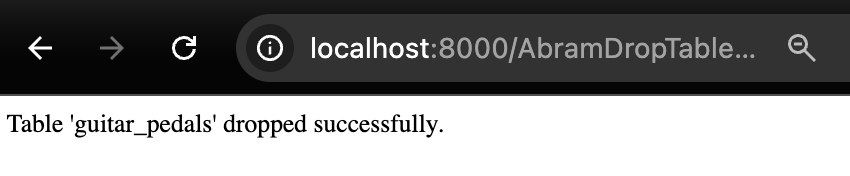 localhost:8000/AbramDropTable...
Table 'guitar_pedals' dropped successfully.